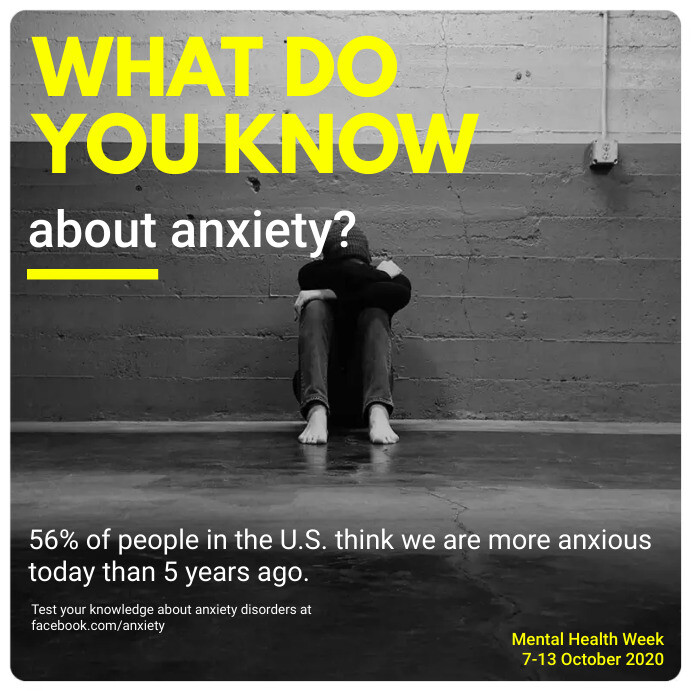 WHAT DO
YOU KNOW
about anxiety?
56% of people in the U.S. think we are more anxious
today than 5 years ago.
Test your knowledge about anxiety disorders at
facebook.com/anxiety
Mental Health Week
7-13 October 2020